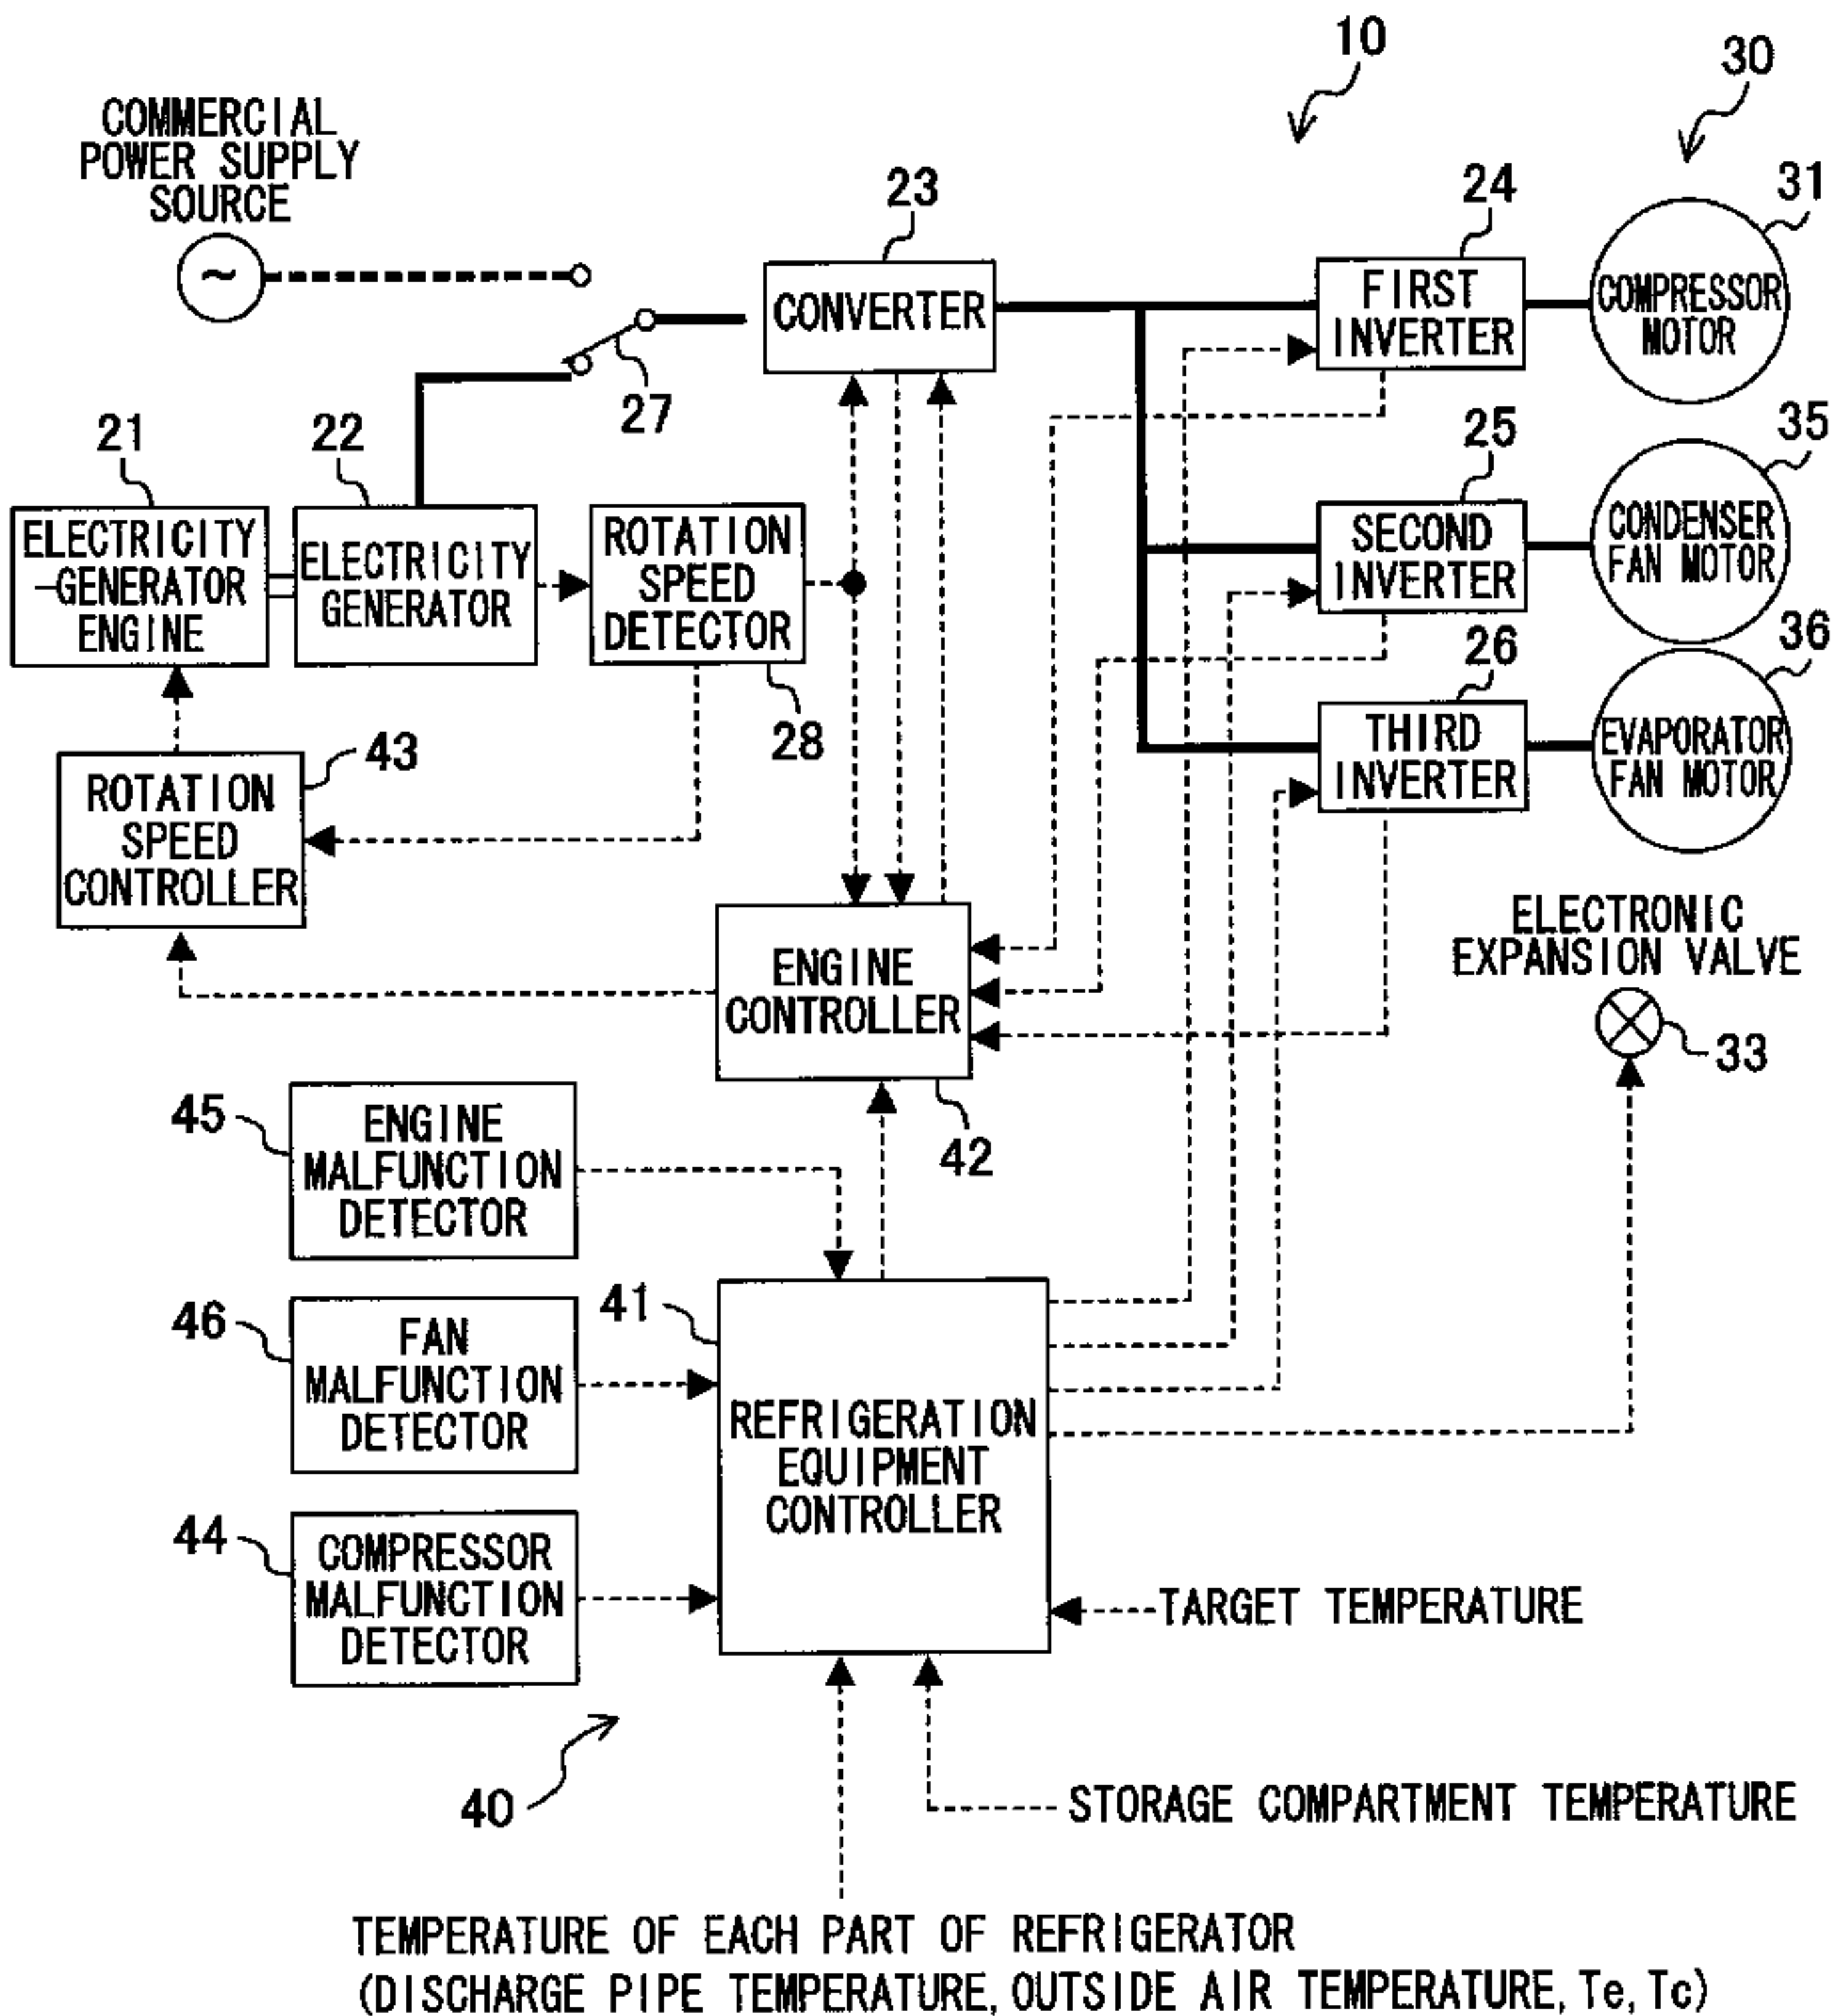 10
30
COMMERCIAL
POWER SUPPLY
SOURCE
~
23
24
31
CONVERTER
FIRST
INVERTER
COMPRESSOR
MOTOR
27
21
22
25
35
ELECTRICITY
-GENERATOR
ENGINE
ELECTRICITY
GENERATOR
ROTATION
SPEED
DETECTOR
SECOND
INVERTER
CONDENSER
FAN MOTOR
28
26
36
43
ROTATION
SPEED
CONTROLLER
THIRD
INVERTER
EVAPORATOR
FAN MOTOR
ENGINE
CONTROLLER
42
ELECTRONIC
EXPANSION VALVE
33
45
ENGINE
MALFUNCTION
DETECTOR
46
FAN
MALFUNCTION
DETECTOR
41
REFRIGERATION
EQUIPMENT
CONTROLLER
44
COMPRESSOR
MALFUNCTION
DETECTOR
TARGET TEMPERATURE
40
STORAGE COMPARTMENT TEMPERATURE
TEMPERATURE OF EACH PART OF REFRIGERATOR
(DISCHARGE PIPE TEMPERATURE, OUTSIDE AIR TEMPERATURE, Te, Tc)